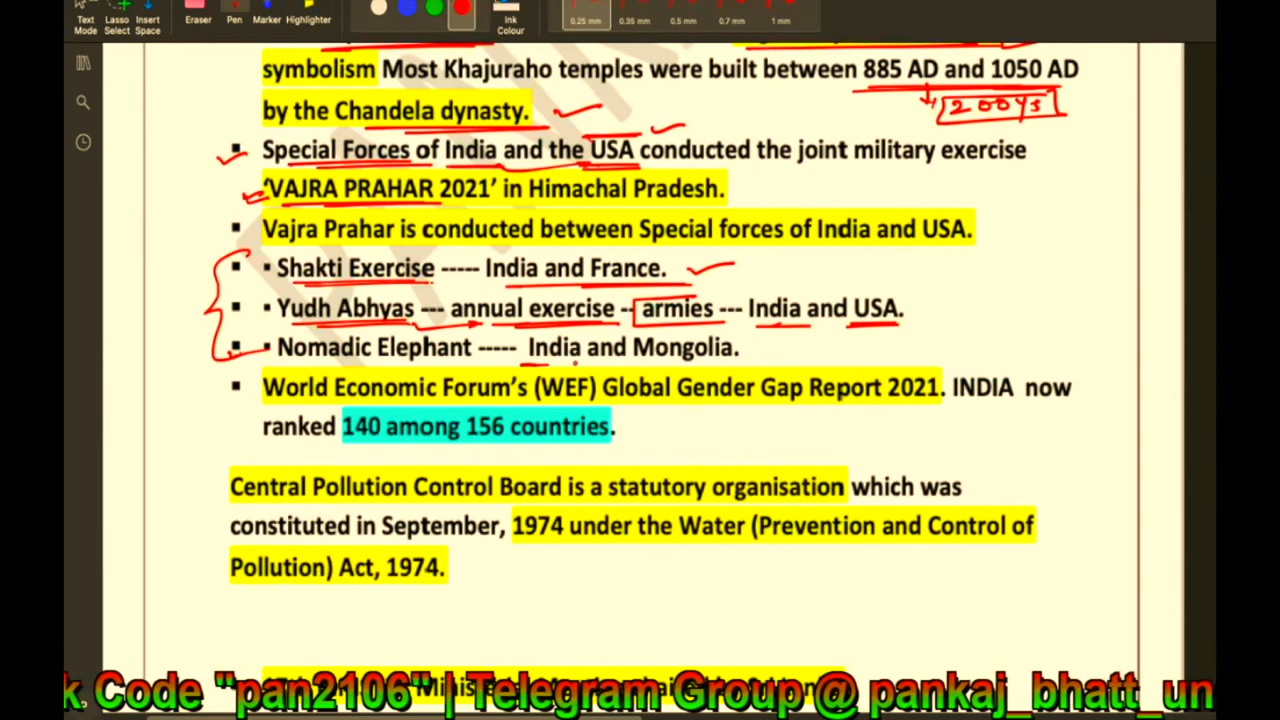 Text Mode
Lasso Select
Insert Space
Eraser
Pen
Marker
Highlighter
Ink Colour
0.25 mm
0.35 mm
0.5 mm
0.7 mm
1 mm
symbolism Most Khajuraho temples were built between 885 AD and 1050 AD
200ys
by the Chandela dynasty.
▪ Special Forces of India and the USA conducted the joint military exercise
‘VAJRA PRAHAR 2021’ in Himachal Pradesh.
▪ Vajra Prahar is conducted between Special forces of India and USA.
▪ ▪ Shakti Exercise ----- India and France.
▪ ▪ Yudh Abhyas --- annual exercise -- armies --- India and USA.
▪ ▪ Nomadic Elephant ----- India and Mongolia.
▪ World Economic Forum’s (WEF) Global Gender Gap Report 2021. INDIA now
ranked 140 among 156 countries.
Central Pollution Control Board is a statutory organisation which was
constituted in September, 1974 under the Water (Prevention and Control of
Pollution) Act, 1974.
k Code "pan2106" | Telegram Group @ pankaj_bhatt_un